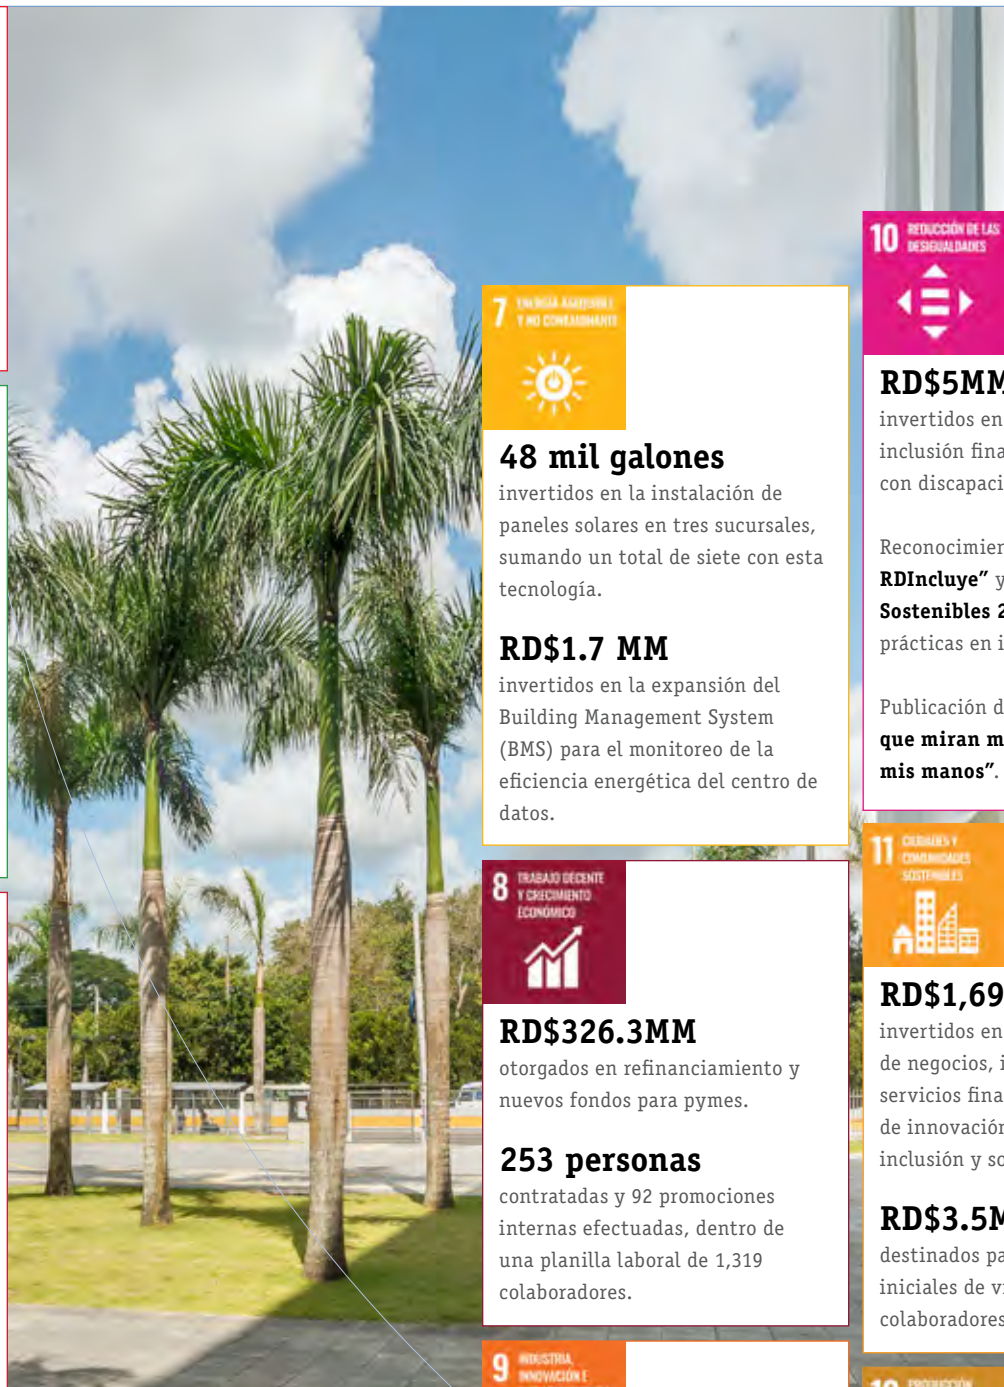 7 ENERGÍA ASEQUIBLE
Y NO CONTAMINANTE
48 mil galones
invertidos en la instalación de
paneles solares en tres sucursales,
sumando un total de siete con esta
tecnología.
RD$1.7 MM
invertidos en la expansión del
Building Management System
(BMS) para el monitoreo de la
eficiencia energética del centro de
datos.
8 TRABAJO DECENTE
Y CRECIMIENTO
ECONÓMICO
RD$326.3MM
otorgados en refinanciamiento y
nuevos fondos para pymes.
253 personas
contratadas y 92 promociones
internas efectuadas, dentro de
una planilla laboral de 1,319
colaboradores.
9 INDUSTRIA,
INNOVACIÓN E
10 REDUCCIÓN DE LAS
DESIGUALDADES
RD$5MM
invertidos en
inclusión fina
con discapaci
Reconocimien
RDIncluye” y
Sostenibles 2
prácticas en i
Publicación d
que miran m
mis manos”.
11 CIUDADES Y
COMUNIDADES
SOSTENIBLES
RD$1,69
invertidos en
de negocios, i
servicios fina
de innovación
inclusión y so
RD$3.5M
destinados pa
iniciales de vi
colaboradores
PRODUCCIÓN